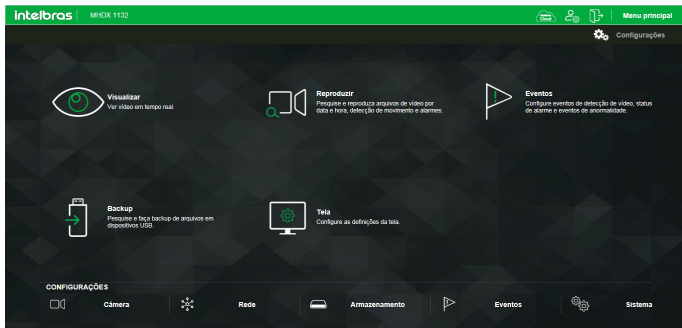 intelbras MHDX 1132 Intelbras Cloud Menu principal
Configurações
Visualizar
Ver vídeo em tempo real.
Reproduzir
Pesquise e reproduza arquivos de vídeo por
data e hora, detecção de movimento e alarmes.
Eventos
Configure eventos de detecção de vídeo, status
de alarme e eventos de anormalidade.
Backup
Pesquise e faça backup de arquivos em
dispositivos USB.
Tela
Configure as definições da tela.
CONFIGURAÇÕES
Câmera Rede Armazenamento Eventos Sistema